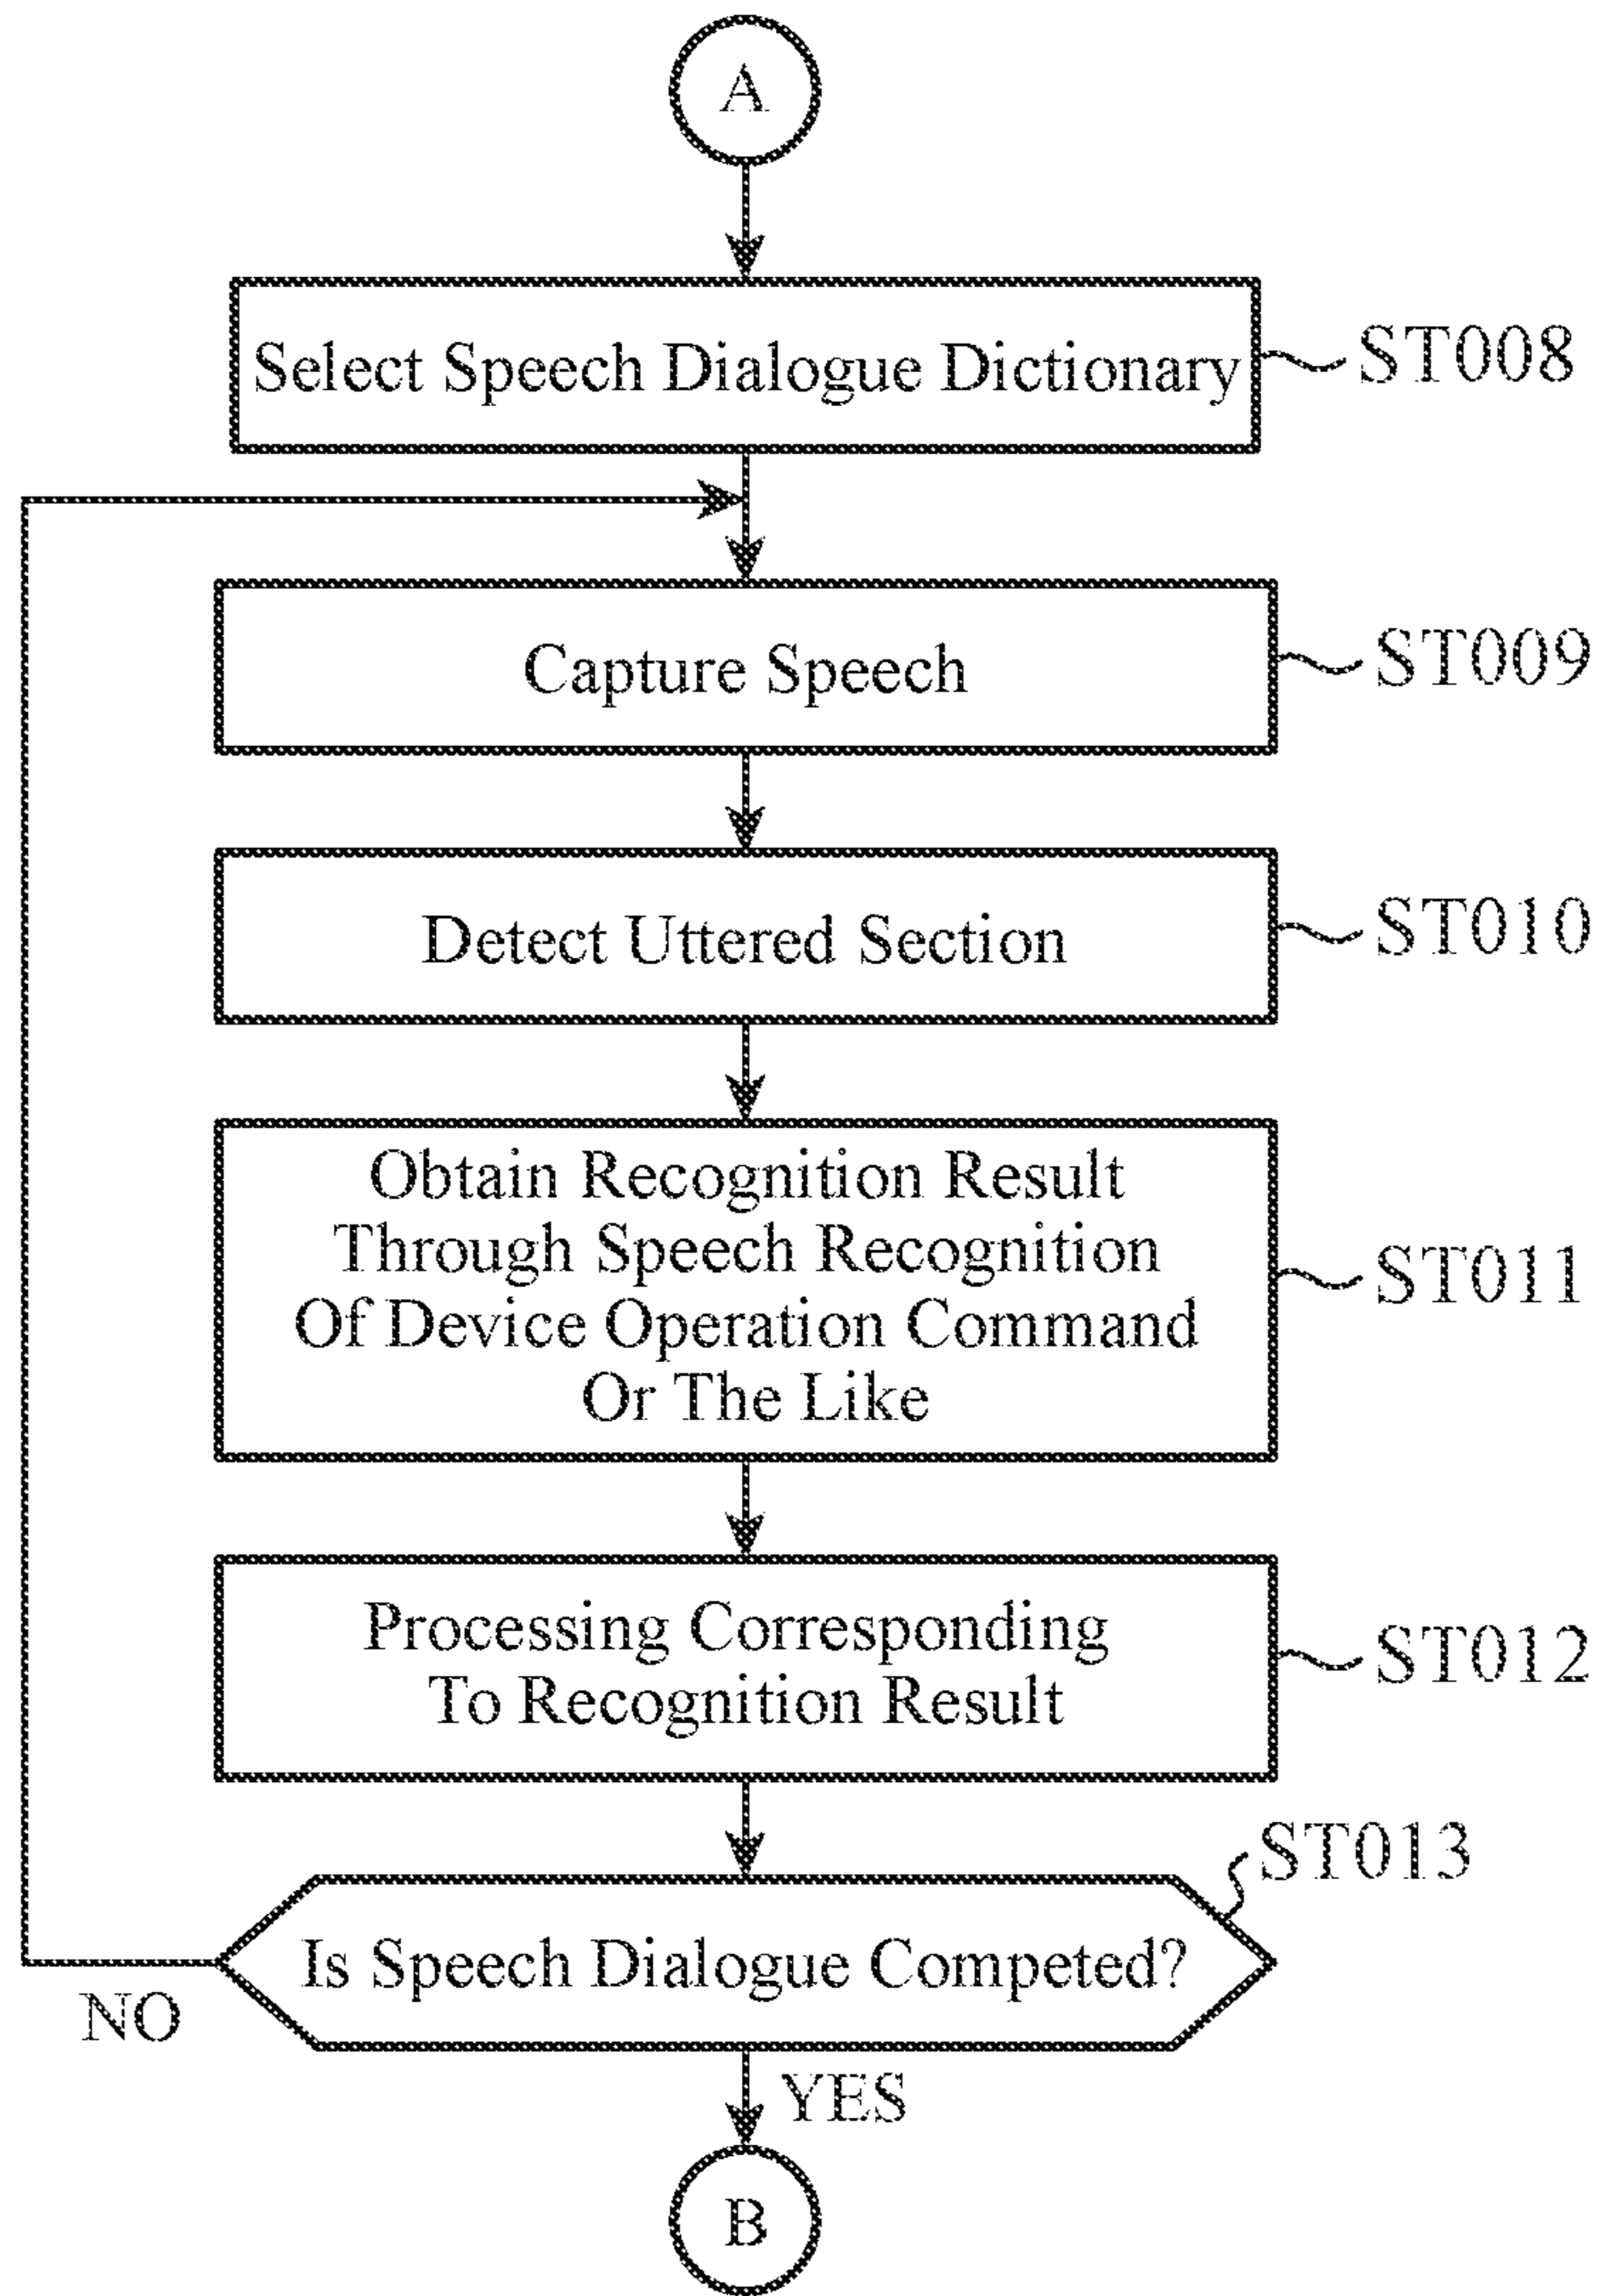 A
Select Speech Dialogue Dictionary
ST008
Capture Speech
ST009
Detect Uttered Section
ST010
Obtain Recognition Result
Through Speech Recognition
Of Device Operation Command
Or The Like
ST011
Processing Corresponding
To Recognition Result
ST012
ST013
Is Speech Dialogue Competed?
NO
YES
B